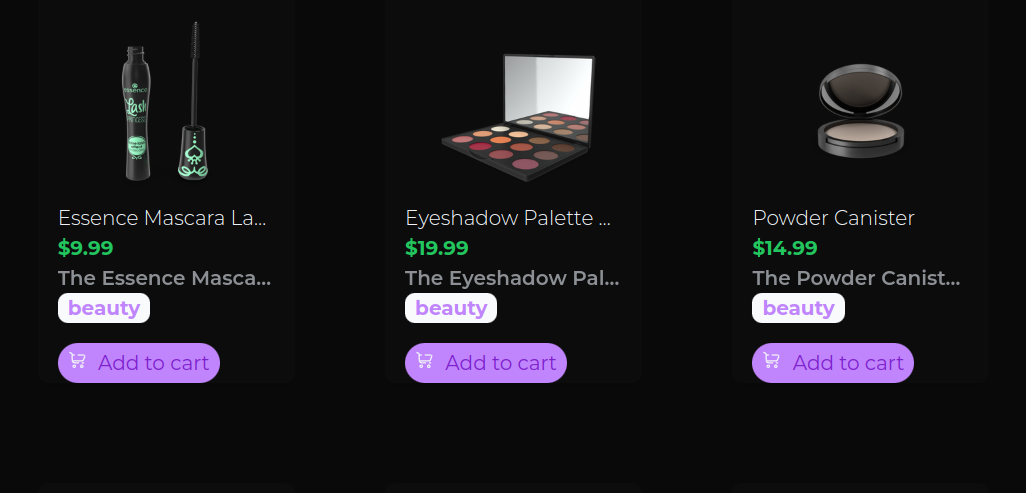 essence
Lash
Essence Mascara La...
$9.99
The Essence Masca...
beauty
Add to cart
Eyeshadow Palette ...
$19.99
The Eyeshadow Pal...
beauty
Add to cart
Powder Canister
$14.99
The Powder Canist...
beauty
Add to cart